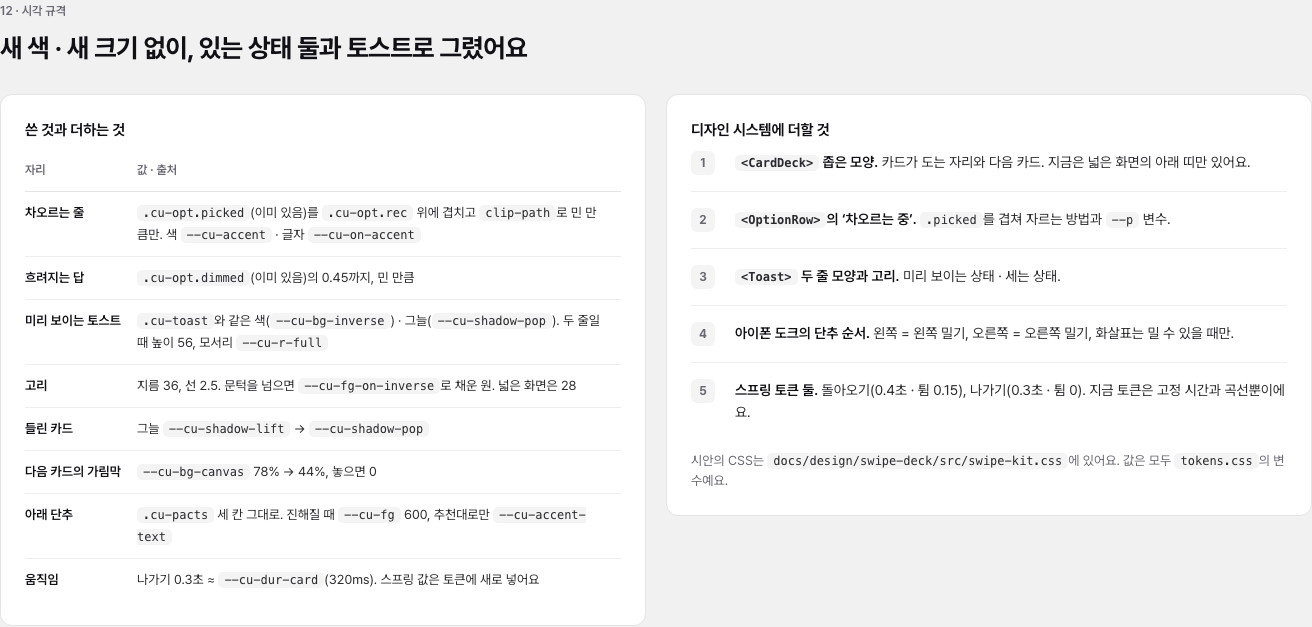 12 · 시각 규격
새 색 · 새 크기 없이, 있는 상태 둘과 토스트로 그렸어요
쓴 것과 더하는 것
자리 값 · 출처
차오르는 줄 .cu-opt.picked (이미 있음)를 .cu-opt.rec 위에 겹치고 clip-path 로 민 만
큼만. 색 --cu-accent · 글자 --cu-on-accent
흐려지는 답 .cu-opt.dimmed (이미 있음)의 0.45까지, 민 만큼
미리 보이는 토스트 .cu-toast 와 같은 색( --cu-bg-inverse ) · 그늘( --cu-shadow-pop ). 두 줄일
때 높이 56, 모서리 --cu-r-full
고리 지름 36, 선 2.5. 문턱을 넘으면 --cu-fg-on-inverse 로 채운 원. 넓은 화면은 28
들린 카드 그늘 --cu-shadow-lift → --cu-shadow-pop
다음 카드의 가림막 --cu-bg-canvas 78% → 44%, 놓으면 0
아래 단추 .cu-pacts 세 칸 그대로. 진해질 때 --cu-fg 600, 추천대로만 --cu-accent-
text
움직임 나가기 0.3초 ≈ --cu-dur-card (320ms). 스프링 값은 토큰에 새로 넣어요
디자인 시스템에 더할 것
1 <CardDeck> 좁은 모양. 카드가 도는 자리와 다음 카드. 지금은 넓은 화면의 아래 띠만 있어요.
2 <OptionRow> 의 ‘차오르는 중’. .picked 를 겹쳐 자르는 방법과 --p 변수.
3 <Toast> 두 줄 모양과 고리. 미리 보이는 상태 · 세는 상태.
4 아이폰 도크의 단추 순서. 왼쪽 = 왼쪽 밀기, 오른쪽 = 오른쪽 밀기, 화살표는 밀 수 있을 때만.
5 스프링 토큰 둘. 돌아오기(0.4초 · 튐 0.15), 나가기(0.3초 · 튐 0). 지금 토큰은 고정 시간과 곡선뿐이에
요.
시안의 CSS는 docs/design/swipe-deck/src/swipe-kit.css 에 있어요. 값은 모두 tokens.css 의 변
수예요.